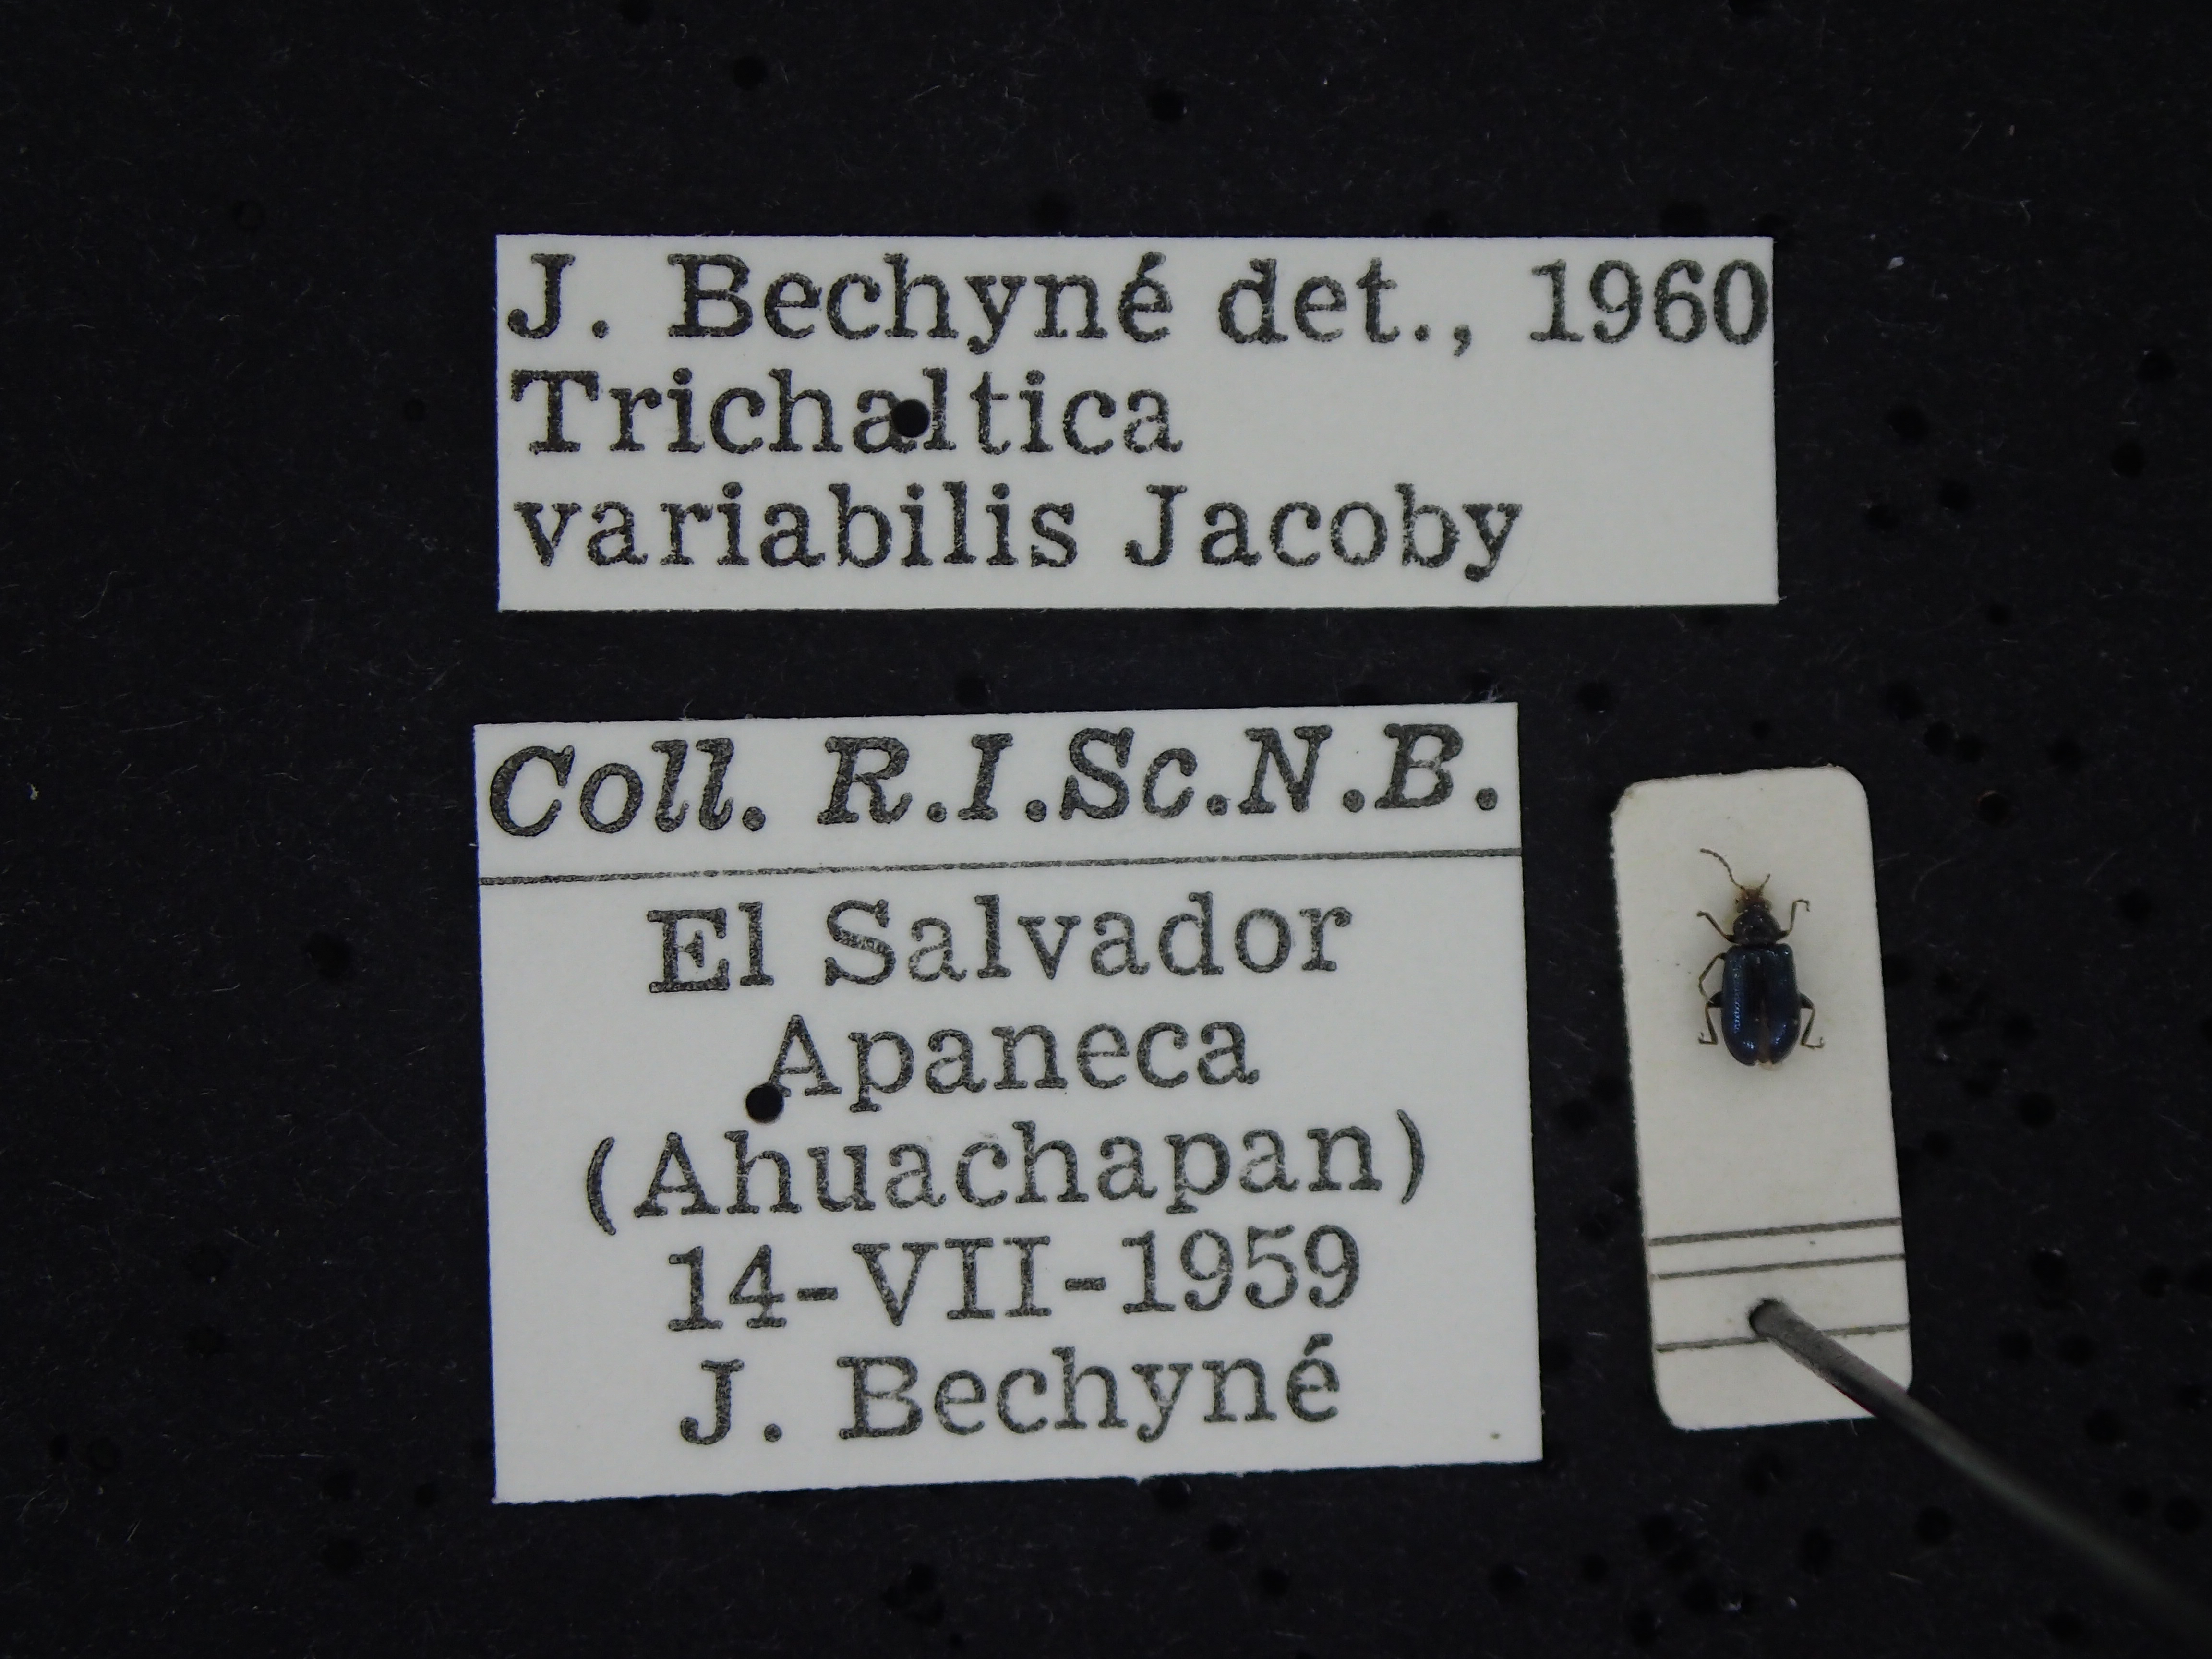 J. Bechyné det., 1960
Trichaltica
variabilis Jacoby
Coll. R.I.Sc.N.B.
El Salvador
Apaneca
(Ahuachapan)
14-VII-1959
J. Bechyné